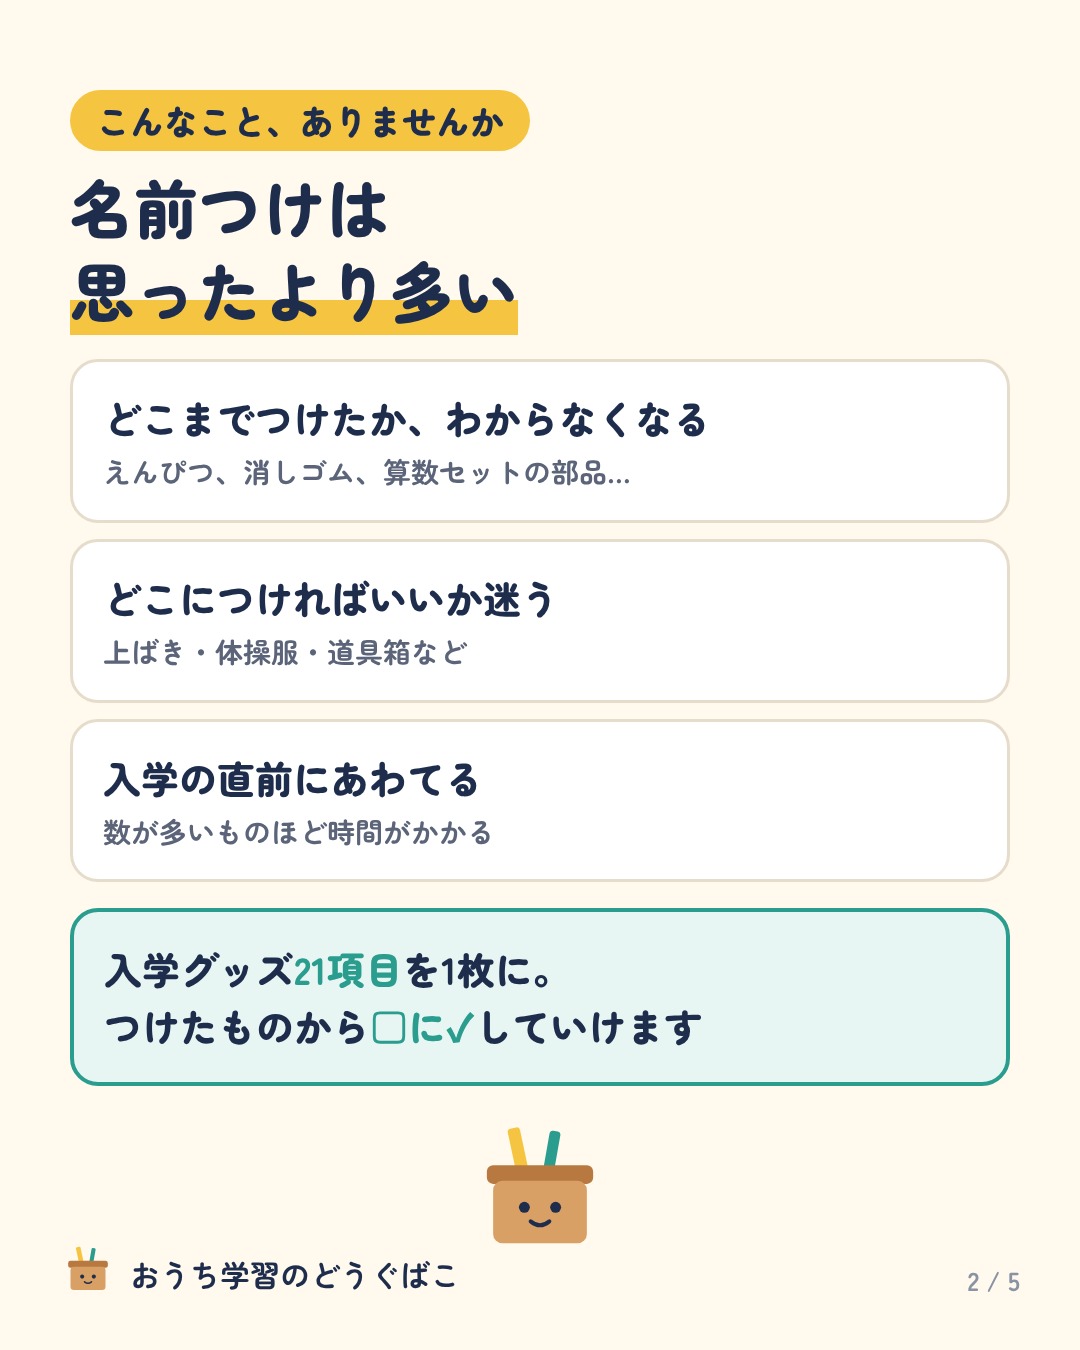 こんなこと、ありませんか
名前つけは
思ったより多い
どこまでつけたか、わからなくなる
えんぴつ、消しゴム、算数セットの部品…
どこにつければいいか迷う
上ばき・体操服・道具箱など
入学の直前にあわてる
数が多いものほど時間がかかる
入学グッズ21項目を1枚に。
つけたものから□に✓していけます
おうち学習のどうぐばこ
2 / 5